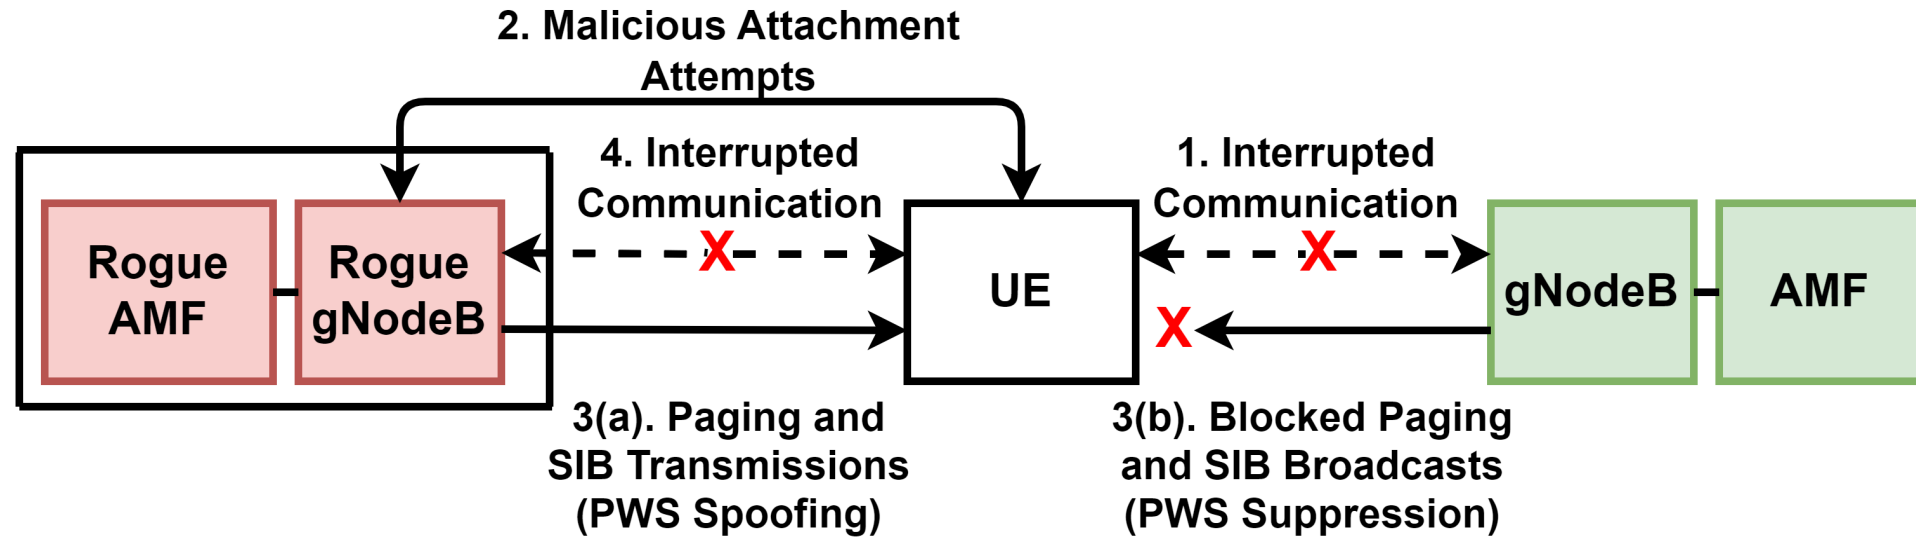 2. Malicious Attachment
Attempts
4. Interrupted
Communication
X
1. Interrupted
Communication
X
Rogue
AMF
Rogue
gNodeB
UE
gNodeB
AMF
X
3(a). Paging and
SIB Transmissions
(PWS Spoofing)
3(b). Blocked Paging
and SIB Broadcasts
(PWS Suppression)